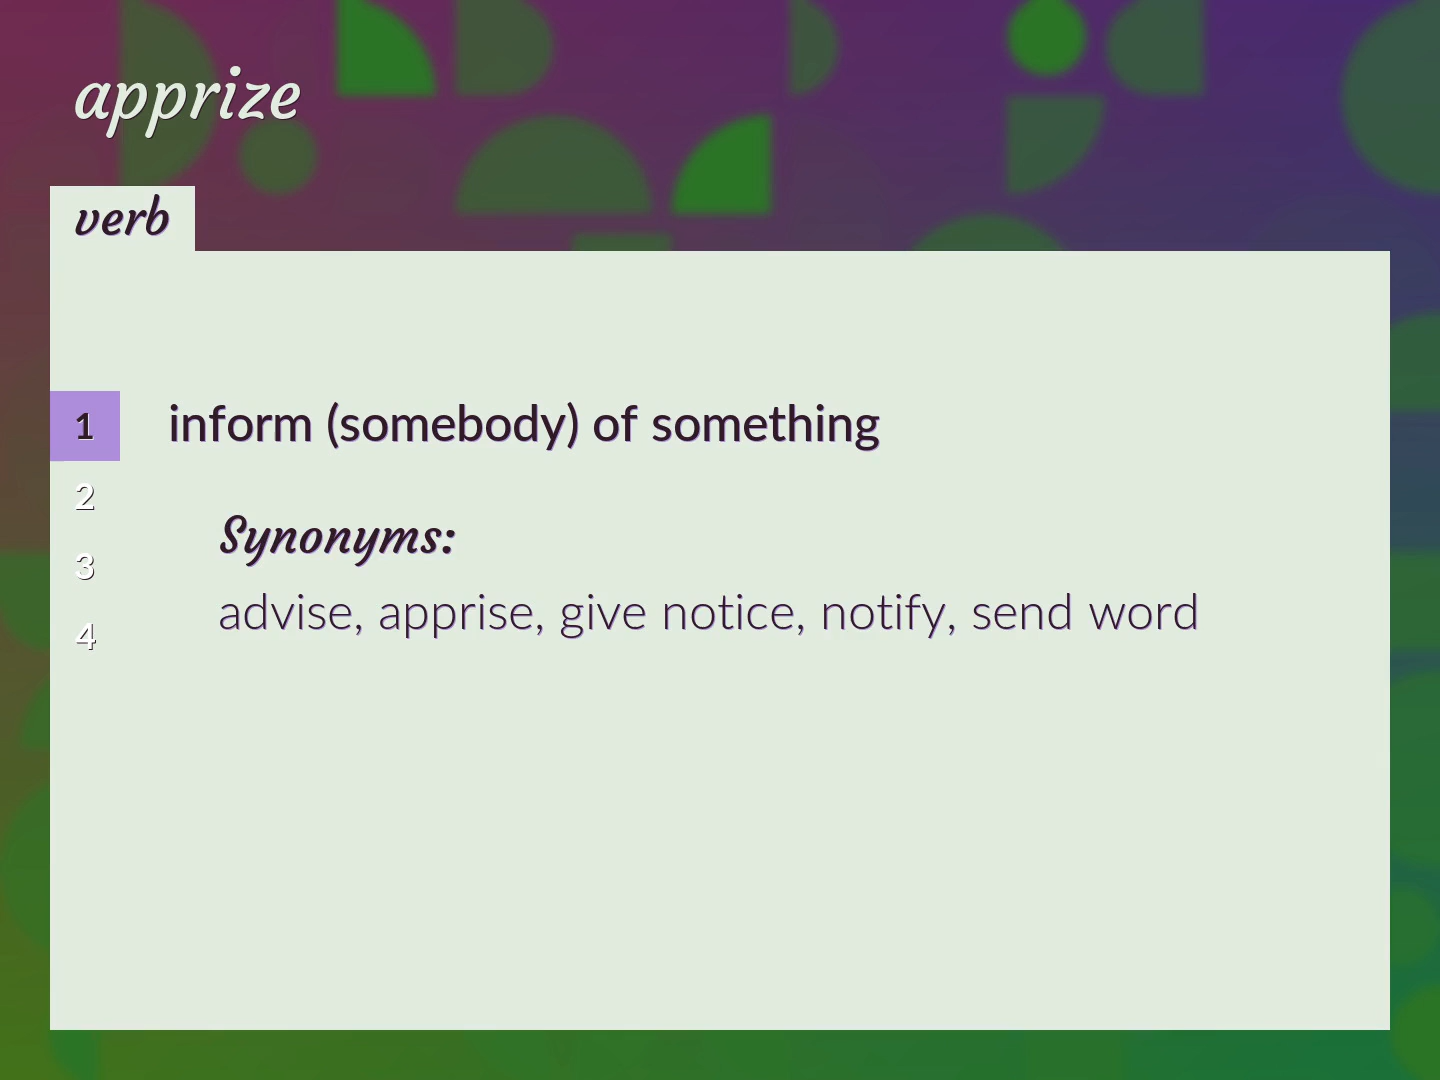 apprize
verb
1 inform (somebody) of something
2
Synonyms:
3
advise, apprise, give notice, notify, send word
4